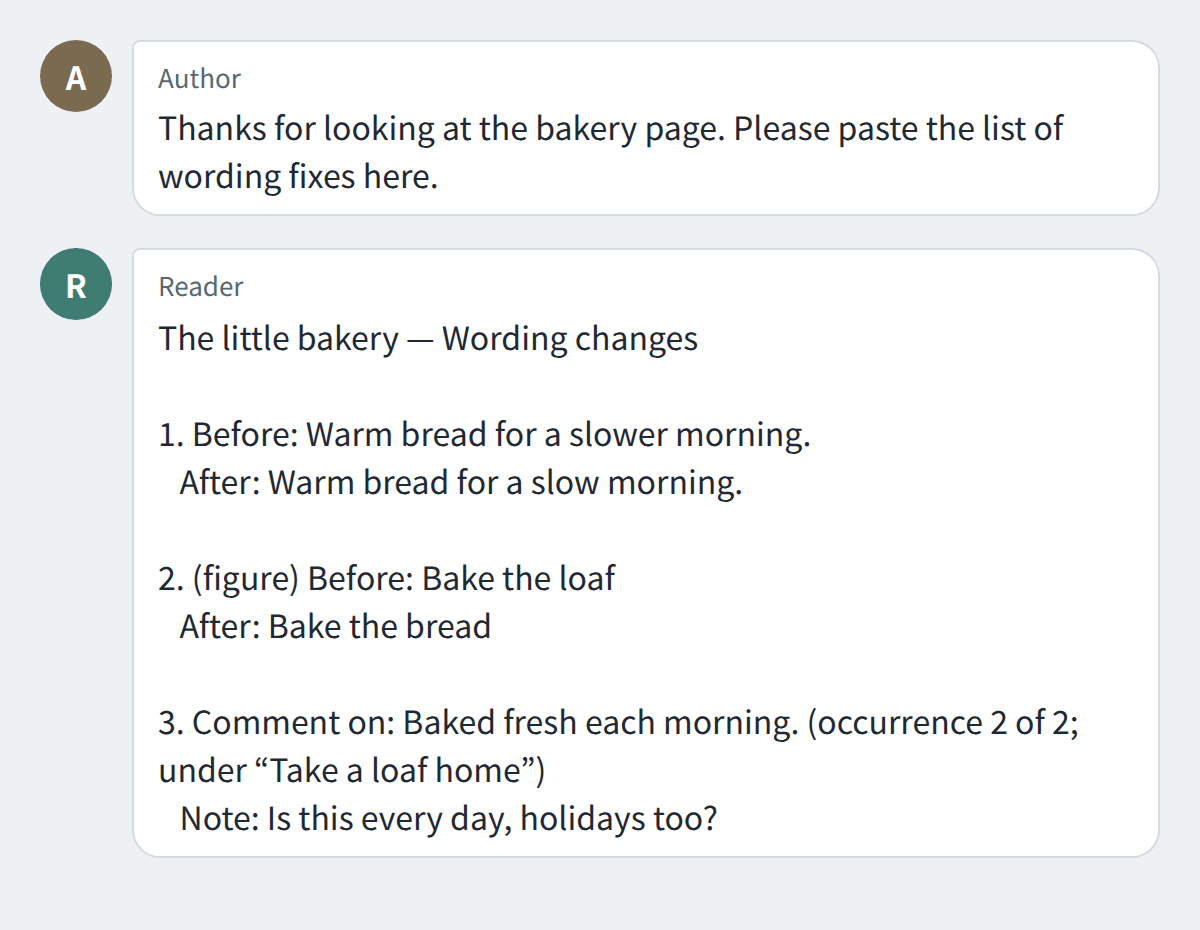 A
Author
Thanks for looking at the bakery page. Please paste the list of
wording fixes here.
R
Reader
The little bakery — Wording changes
1. Before: Warm bread for a slower morning.
After: Warm bread for a slow morning.
2. (figure) Before: Bake the loaf
After: Bake the bread
3. Comment on: Baked fresh each morning. (occurrence 2 of 2;
under “Take a loaf home”)
Note: Is this every day, holidays too?